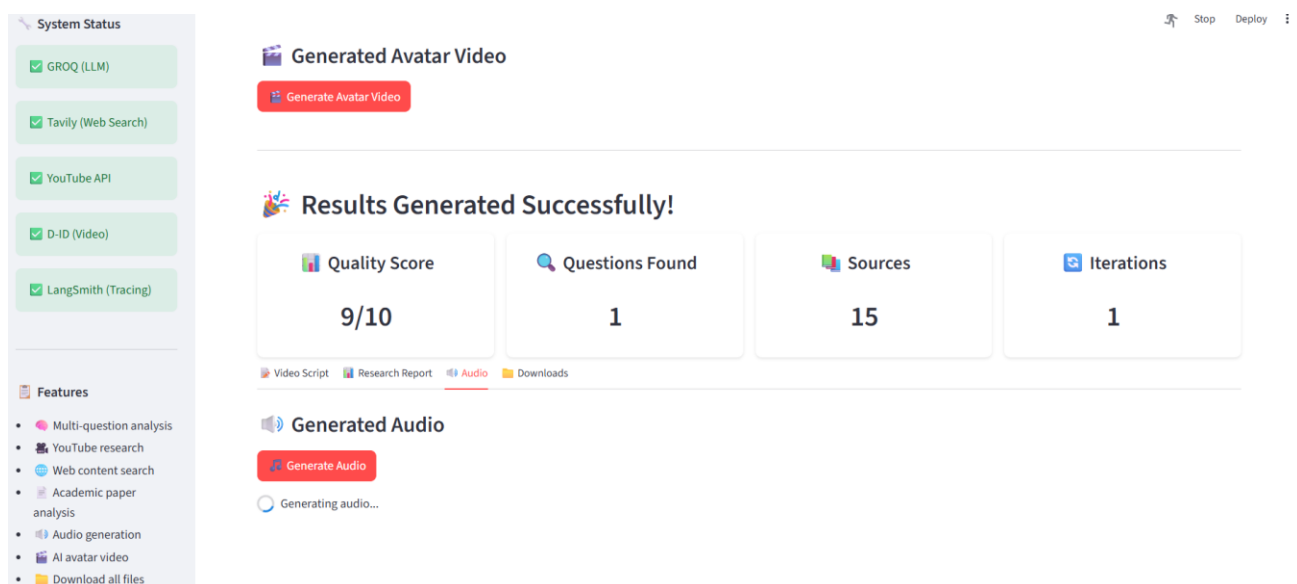 System Status
GROQ (LLM)
Tavily (Web Search)
YouTube API
D-ID (Video)
LangSmith (Tracing)
Features
Multi-question analysis
YouTube research
Web content search
Academic paper
analysis
Audio generation
AI avatar video
Download all files
Stop Deploy
Generated Avatar Video
Generate Avatar Video
Results Generated Successfully!
Quality Score
9/10
Questions Found
1
Sources
15
Iterations
1
Video Script Research Report Audio Downloads
Generated Audio
Generate Audio
Generating audio...